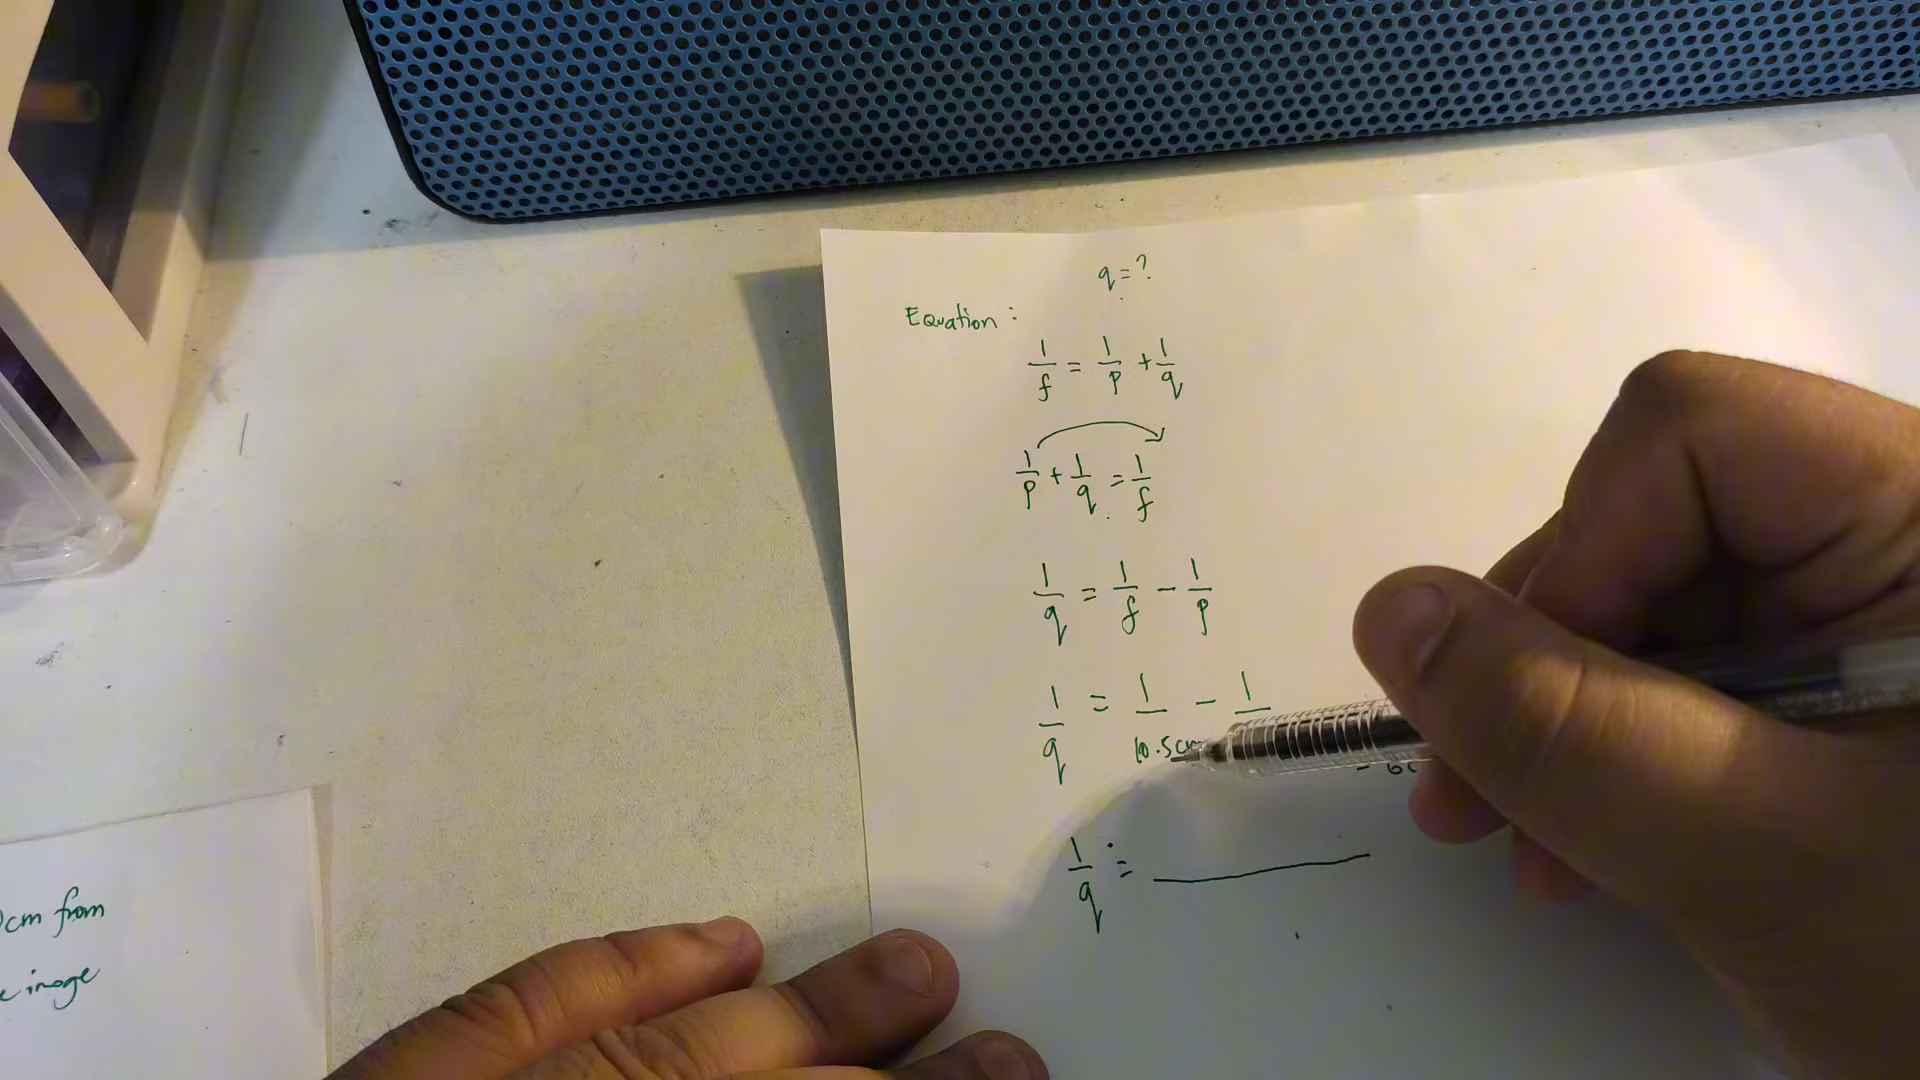 q = ?
Equation:
1/f = 1/p + 1/q
1/p + 1/q = 1/f
1/q = 1/f - 1/p
1/q = 1/10.5cm - 1/
1/q =
cm from
image